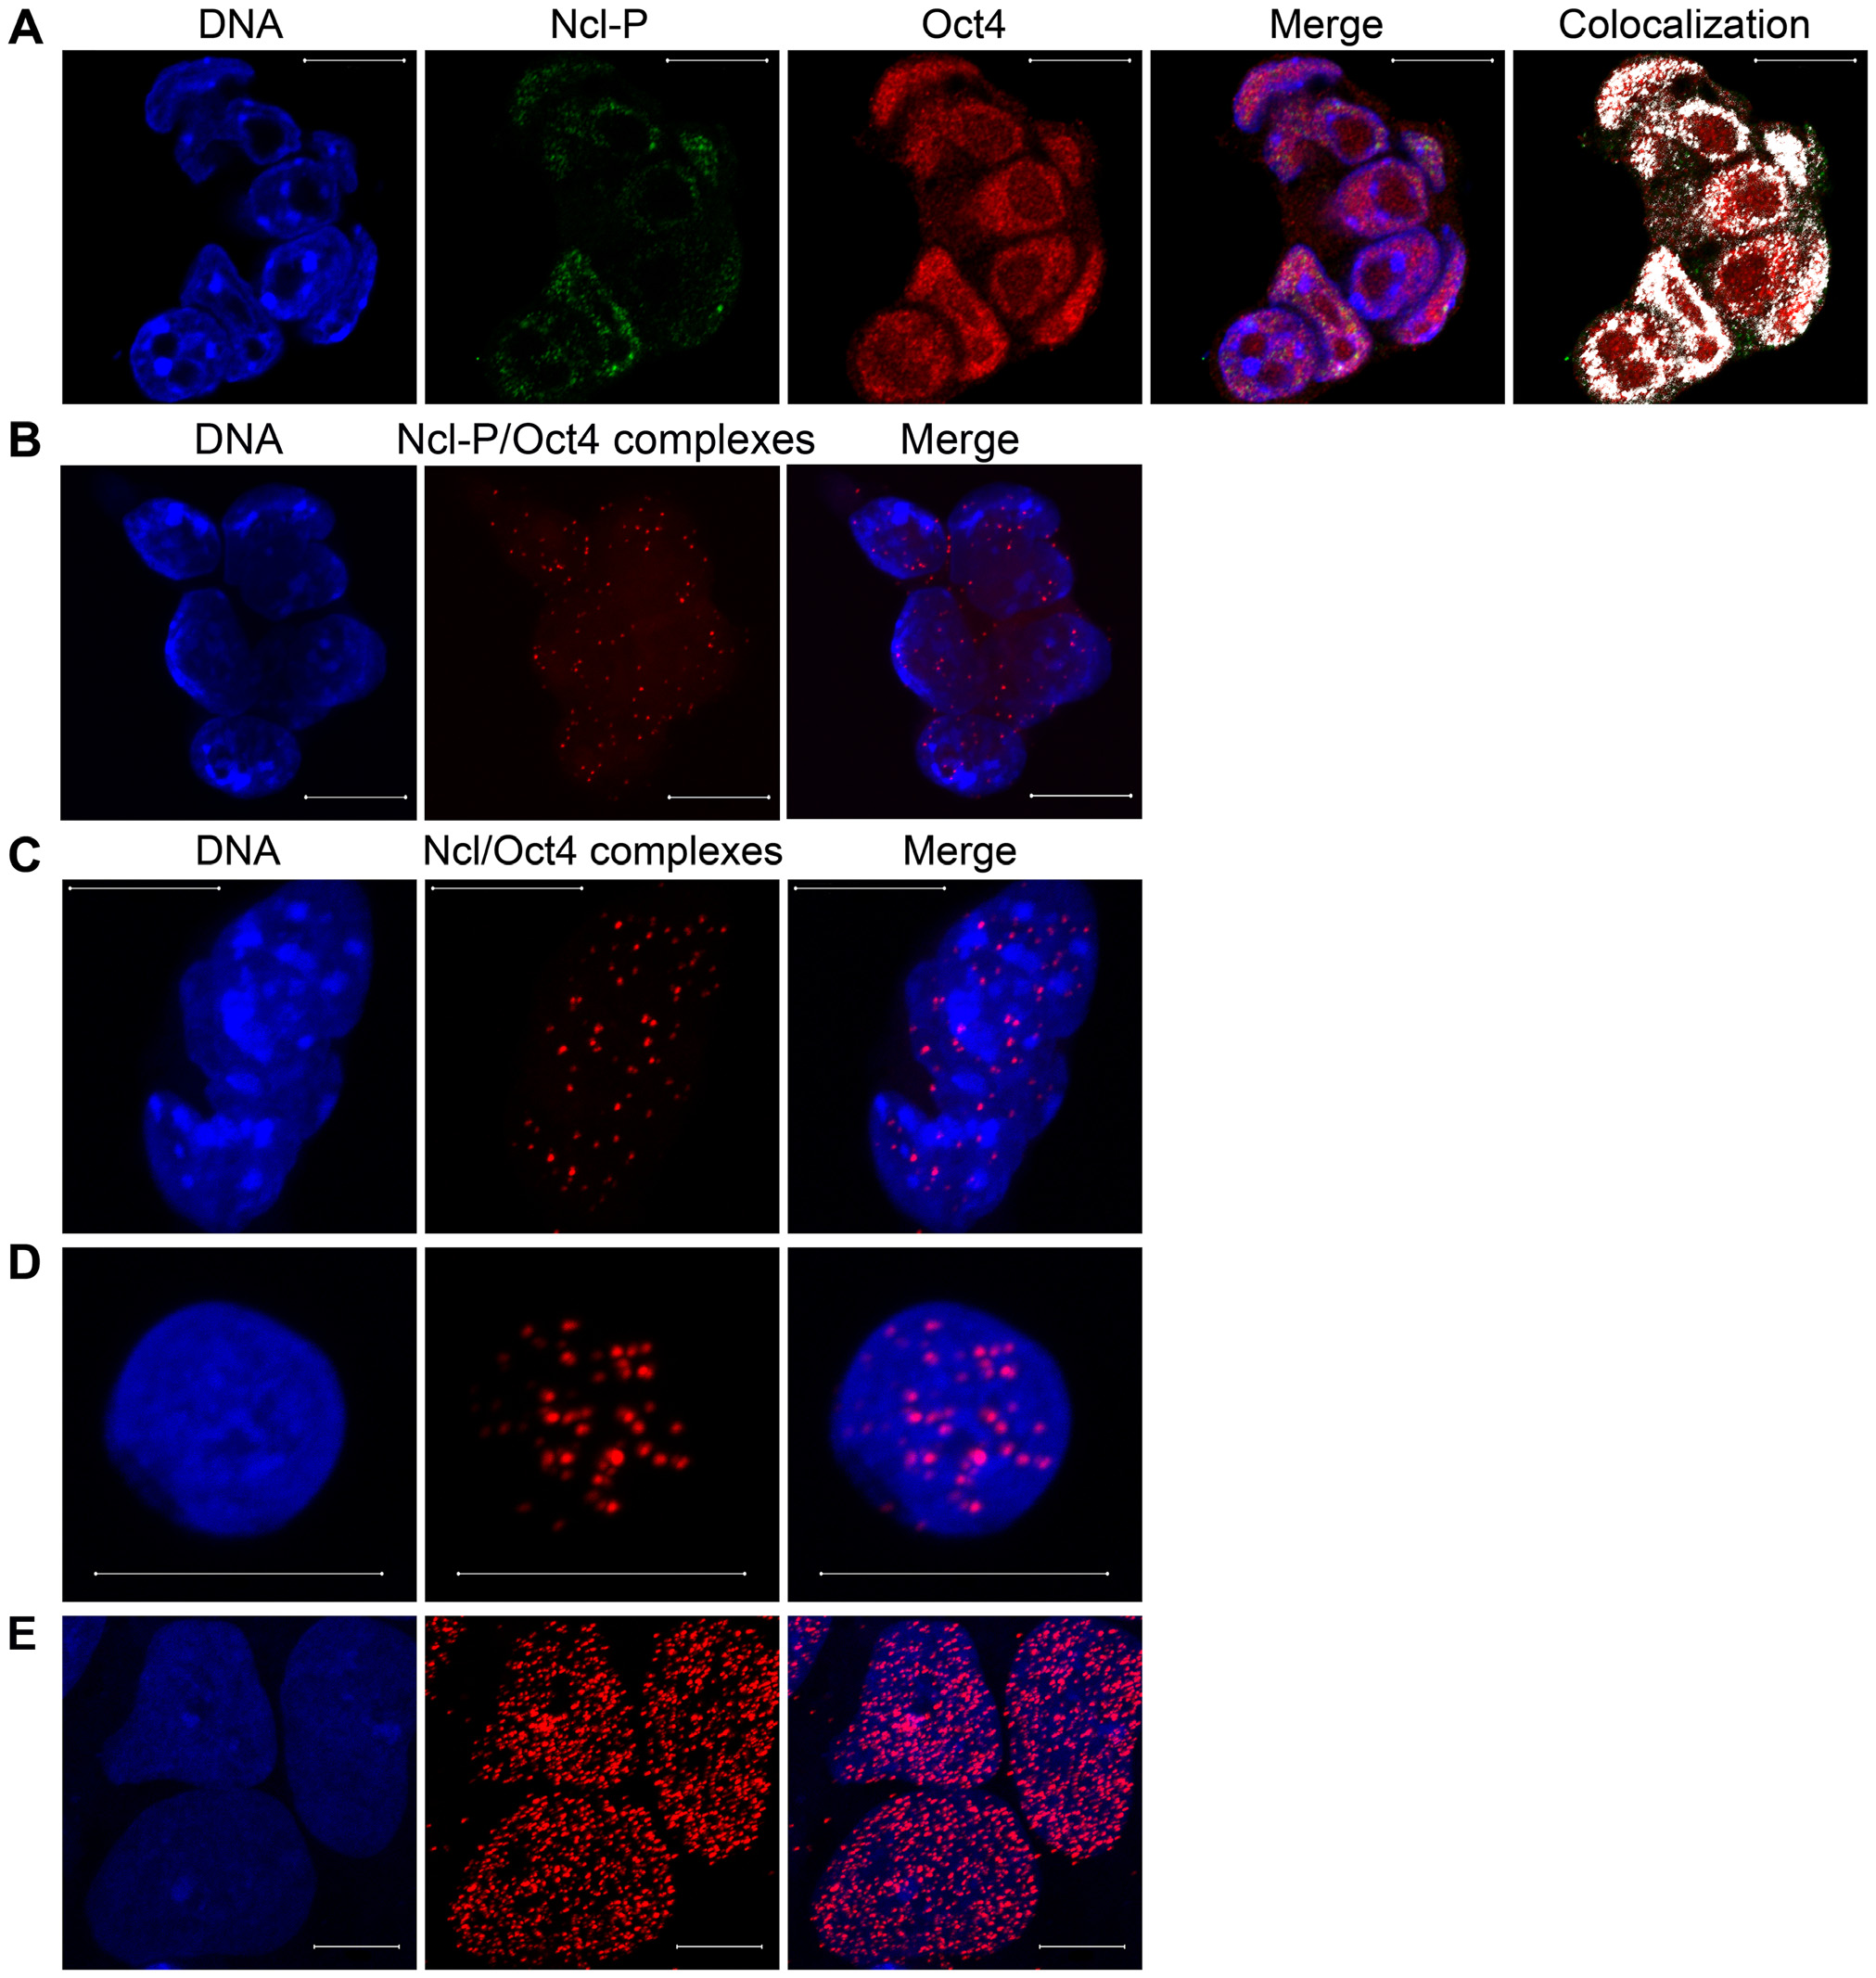 A DNA Ncl-P Oct4 Merge Colocalization
B DNA Ncl-P/Oct4 complexes Merge
C DNA Ncl/Oct4 complexes Merge
D
E